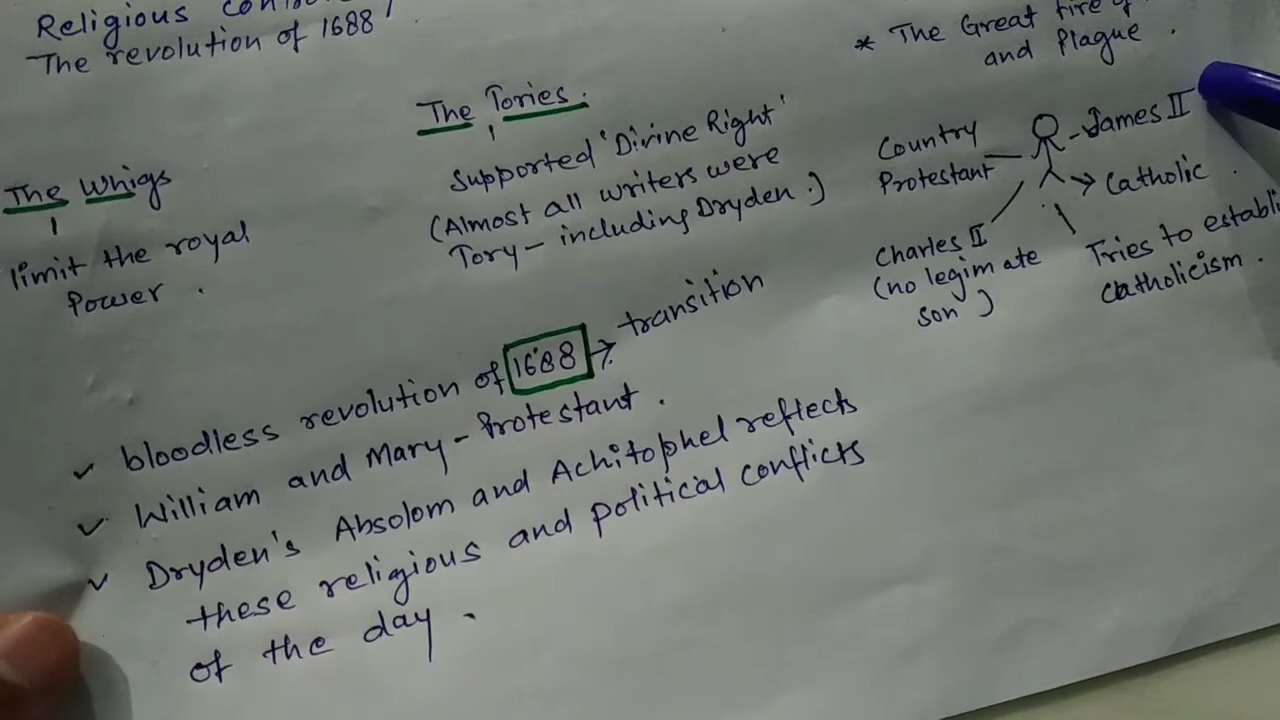 Religious
The revolution of 1688
* The Great fire of
and Plague .
The Whigs
limit the royal
Power .
The Tories .
Supported 'Divine Right'
(Almost all writers were
Tory - including Dryden .)
Country
Protestant
James II
Catholic .
Charles II
(no legimate
son )
Tries to establi
Catholicism .
✓ bloodless revolution of 1688 → transition
✓ William and Mary - Protestant .
✓ Dryden's Absolom and Achitophel reflects
these religious and political conflicts
of the day .